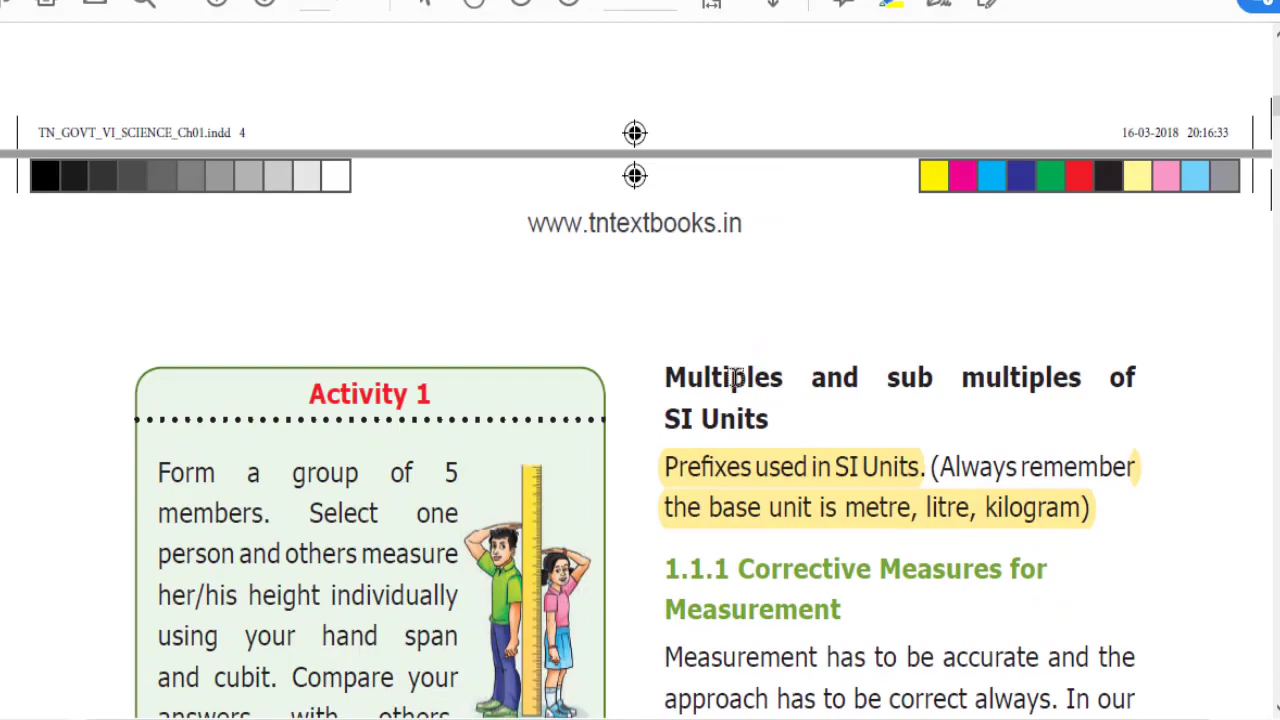 TN_GOVT_VI_SCIENCE_Ch01.indd 4
16-03-2018 20:16:33
www.tntextbooks.in
Activity 1
Form a group of 5
members. Select one
person and others measure
her/his height individually
using your hand span
and cubit. Compare your
answers with others.
Multiples and sub multiples of
SI Units
Prefixes used in SI Units. (Always remember
the base unit is metre, litre, kilogram)
1.1.1 Corrective Measures for
Measurement
Measurement has to be accurate and the
approach has to be correct always. In our